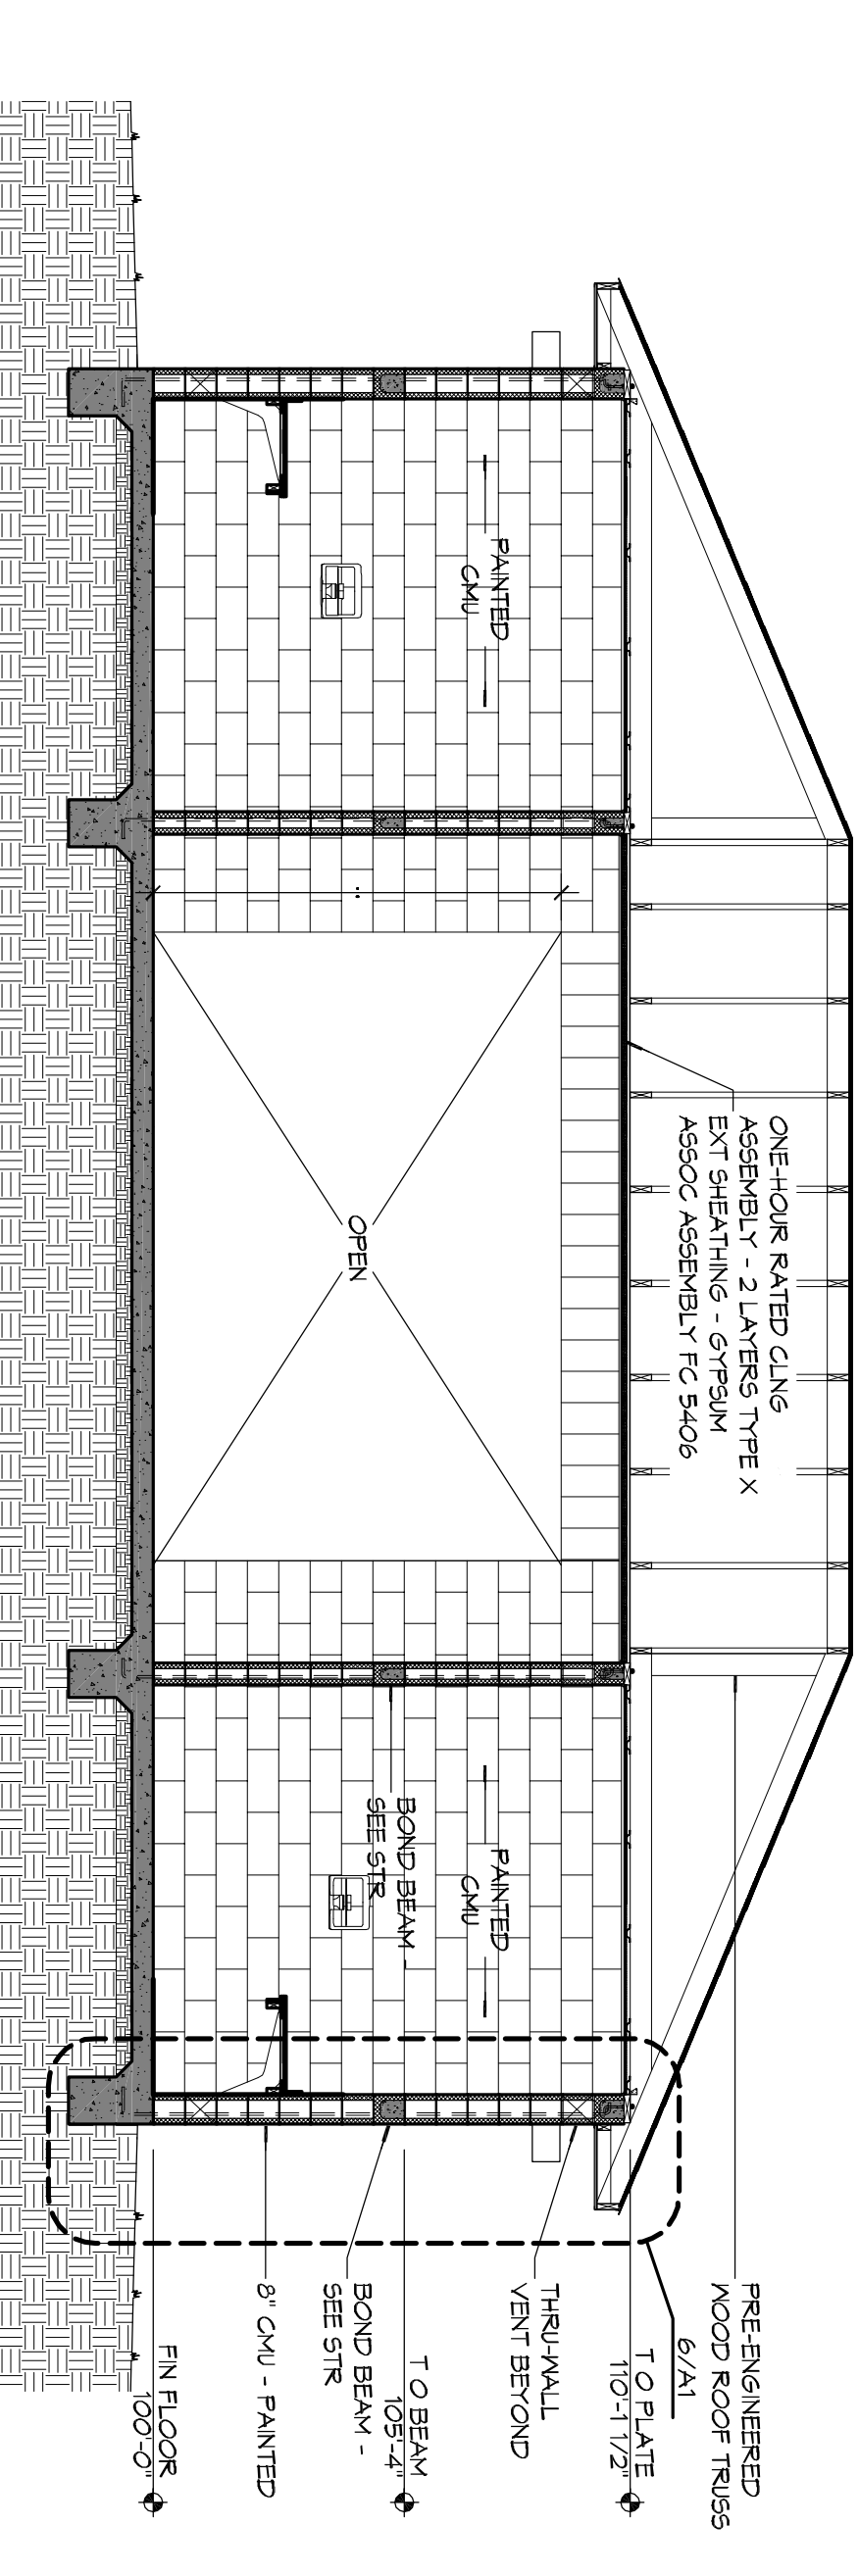 ONE-HOUR RATED CLNG
ASSEMBLY - 2 LAYERS TYPE X
EXT SHEATHING - GYPSUM
ASSOC ASSEMBLY FC 5406
PAINTED
CMU
OPEN
BOND BEAM -
SEE STR
PAINTED
CMU
PRE-ENGINEERED
WOOD ROOF TRUSS
6/A1
T O PLATE
110'-1 1/2"
THRU-WALL
VENT BEYOND
T O BEAM
105'-4"
BOND BEAM -
SEE STR
8" CMU - PAINTED
FIN FLOOR
100'-0"